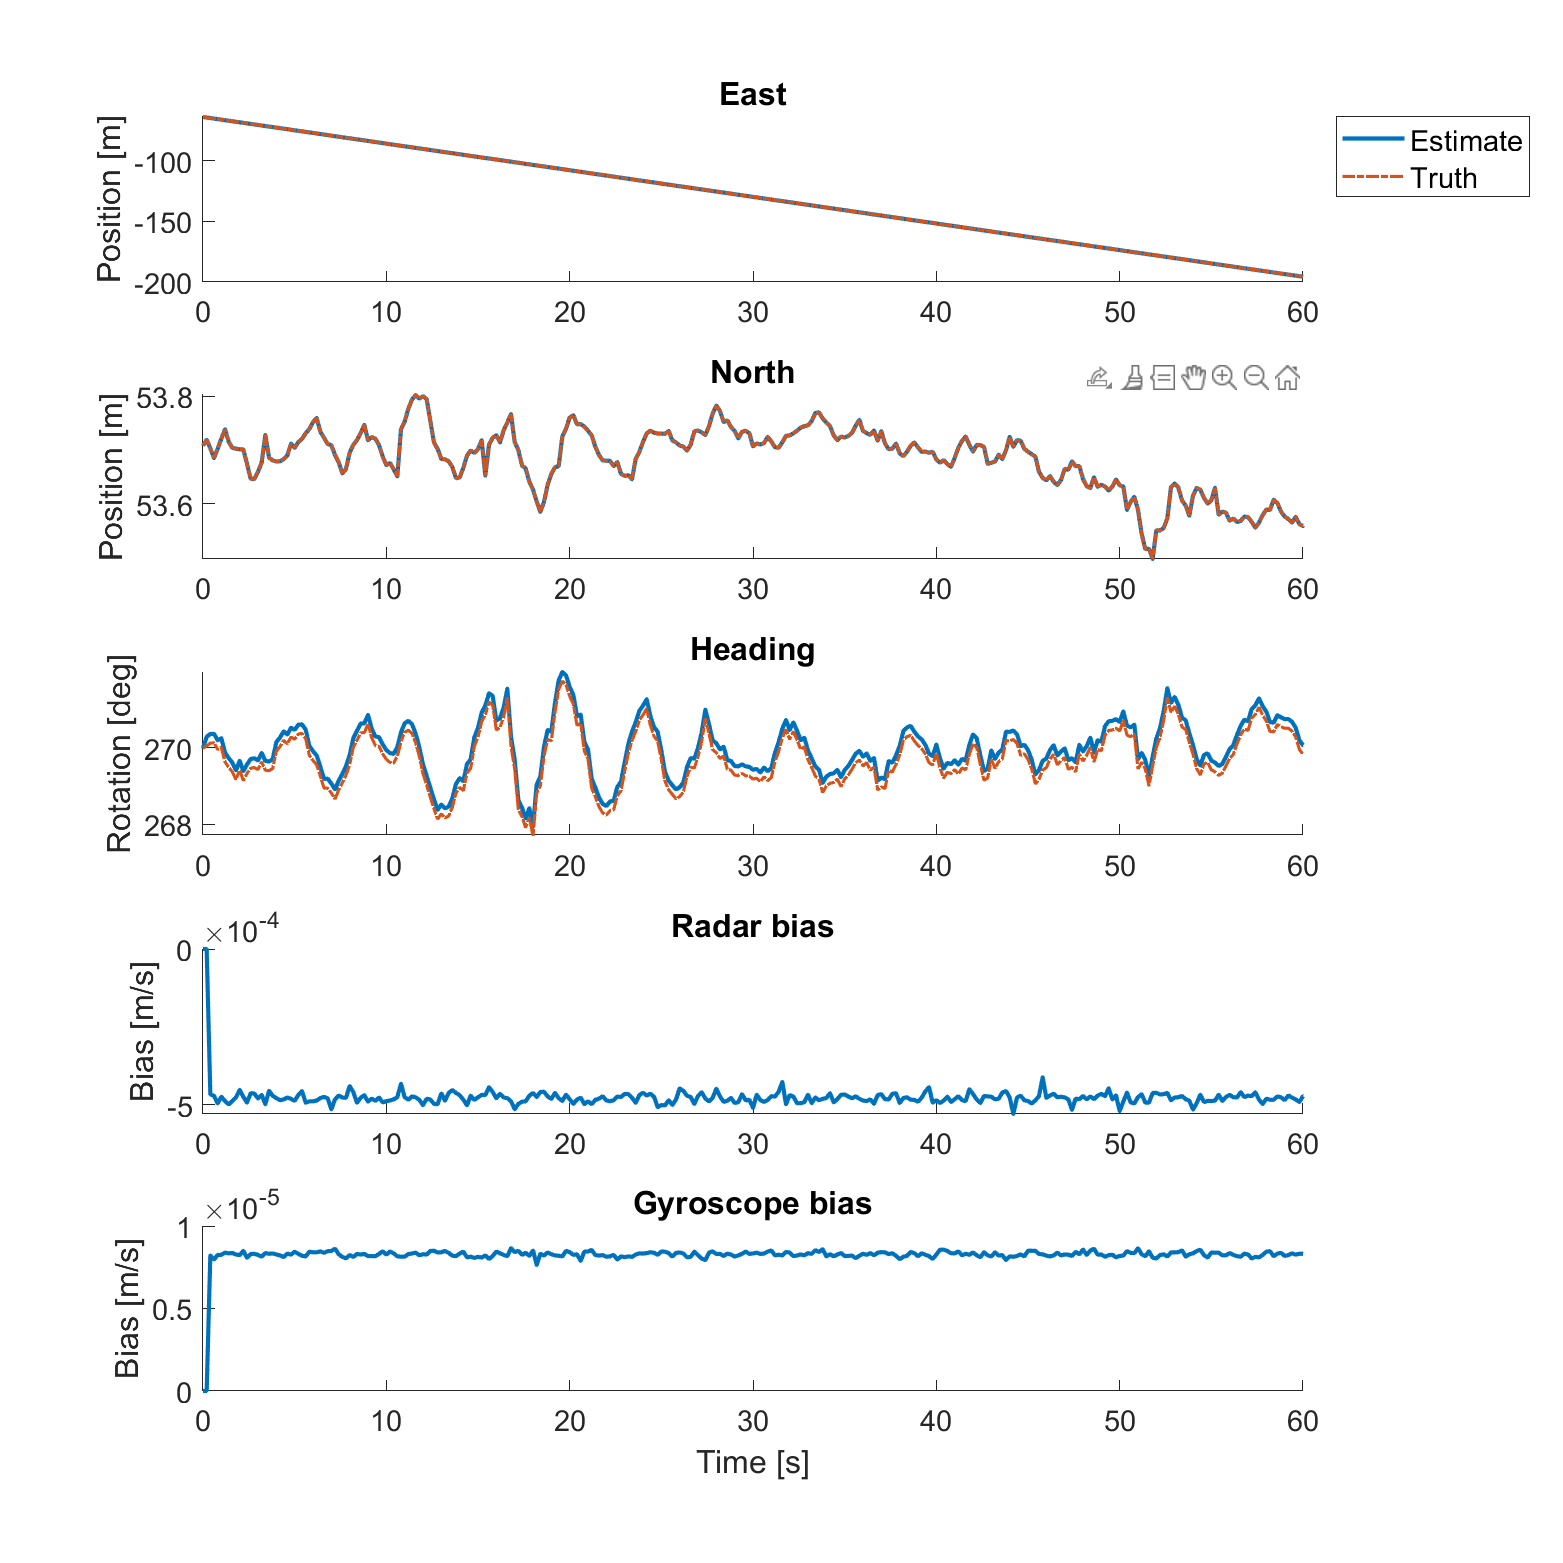 East
Position [m]
-100
-150
-200
0 10 20 30 40 50 60
Estimate
Truth
North
Position [m]
53.8
53.6
0 10 20 30 40 50 60
Heading
Rotation [deg]
270
268
0 10 20 30 40 50 60
Radar bias
×10-4
Bias [m/s]
0
-5
0 10 20 30 40 50 60
Gyroscope bias
×10-5
Bias [m/s]
1
0.5
0
0 10 20 30 40 50 60
Time [s]